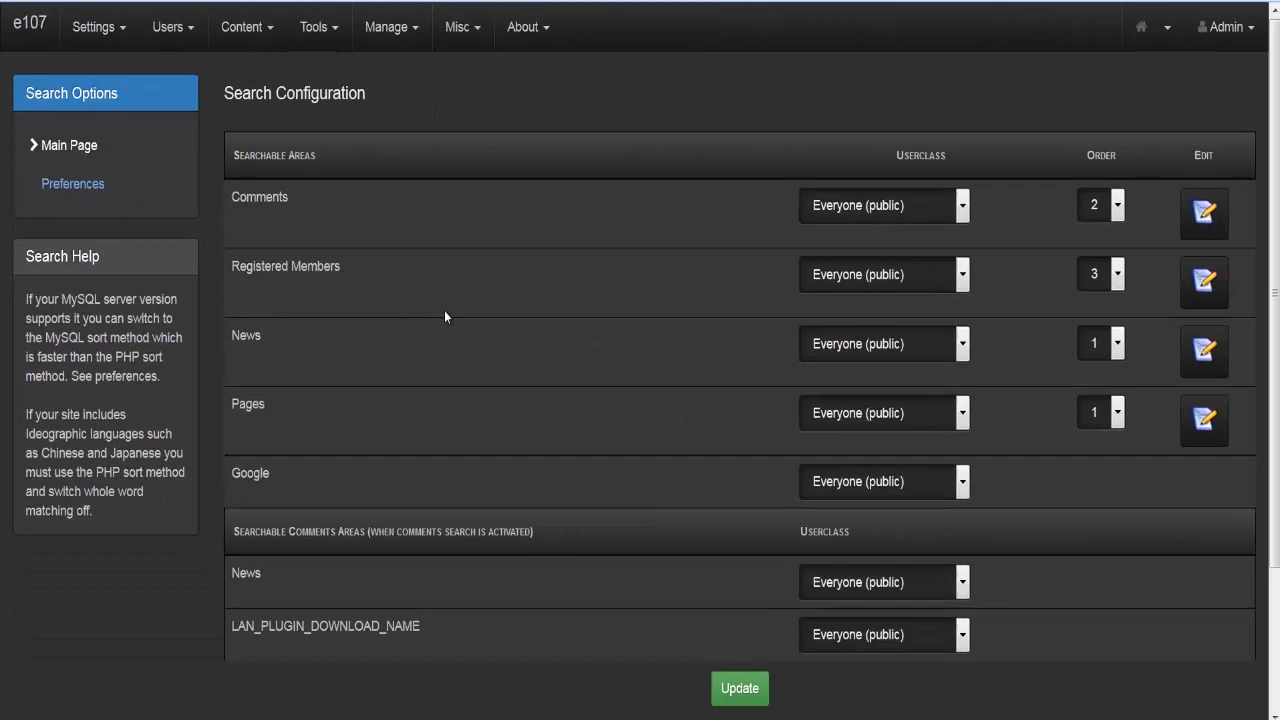 e107 Settings Users Content Tools Manage Misc About Admin
Search Options
Main Page
Preferences
Search Help
If your MySQL server version
supports it you can switch to
the MySQL sort method which
is faster than the PHP sort
method. See preferences.
If your site includes
Ideographic languages such
as Chinese and Japanese you
must use the PHP sort method
and switch whole word
matching off.
Search Configuration
Searchable Areas Userclass Order Edit
Comments Everyone (public) 2
Registered Members Everyone (public) 3
News Everyone (public) 1
Pages Everyone (public) 1
Google Everyone (public)
Searchable Comments Areas (when comments search is activated) Userclass
News Everyone (public)
LAN_PLUGIN_DOWNLOAD_NAME Everyone (public)
Update